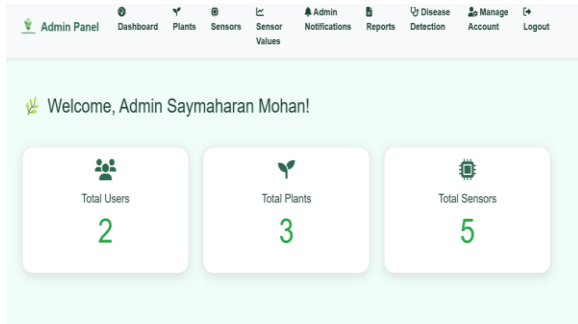 Admin Panel
Dashboard
Plants
Sensors
Sensor
Values
Admin
Notifications
Reports
Disease
Detection
Manage
Account
Logout
Welcome, Admin Saymaharan Mohan!
Total Users
2
Total Plants
3
Total Sensors
5